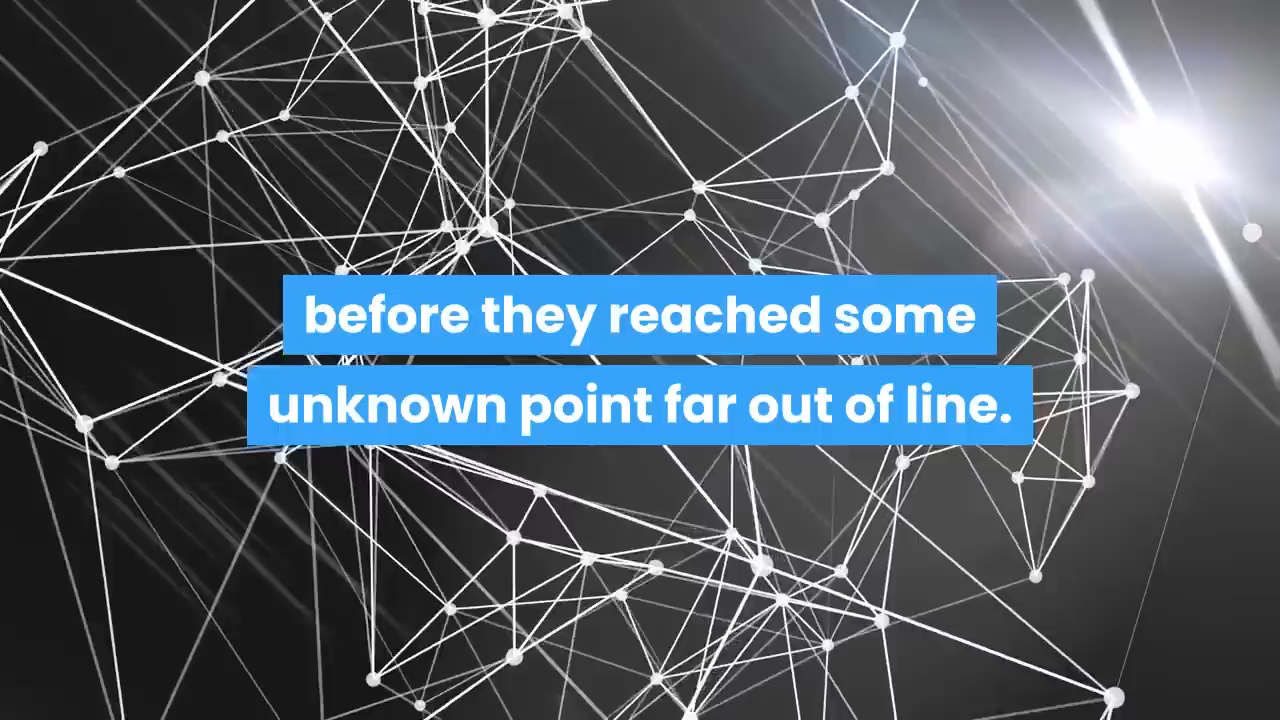 before they reached some
unknown point far out of line.